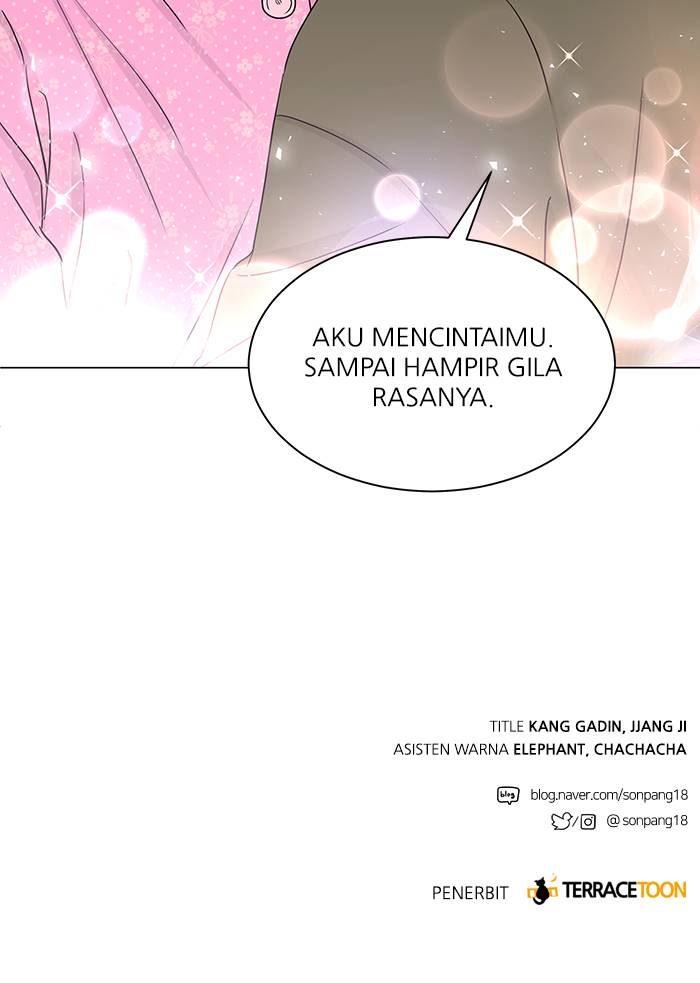 AKU MENCINTAIMU.
SAMPAI HAMPIR GILA
RASANYA.
TITLE KANG GADIN, JJANG JI
ASISTEN WARNA ELEPHANT, CHACHACHA
blog blog.naver.com/sonpang18
@sonpang18
PENERBIT TERRACETOON